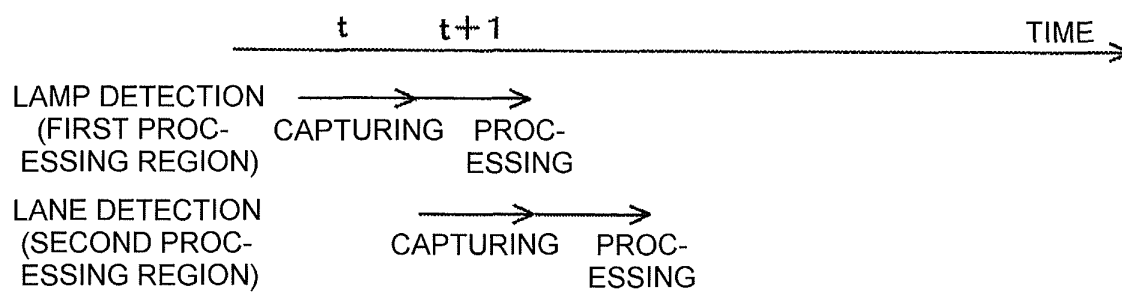 t t+1 TIME
LAMP DETECTION
(FIRST PROC-
ESSING REGION)
CAPTURING PROC-
ESSING
LANE DETECTION
(SECOND PROC-
ESSING REGION)
CAPTURING PROC-
ESSING